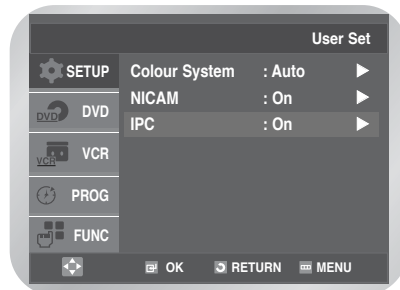 User Set
SETUP
Colour System : Auto
NICAM : On
DVD DVD
IPC : On
VCR VCR
PROG
FUNC
OK RETURN MENU